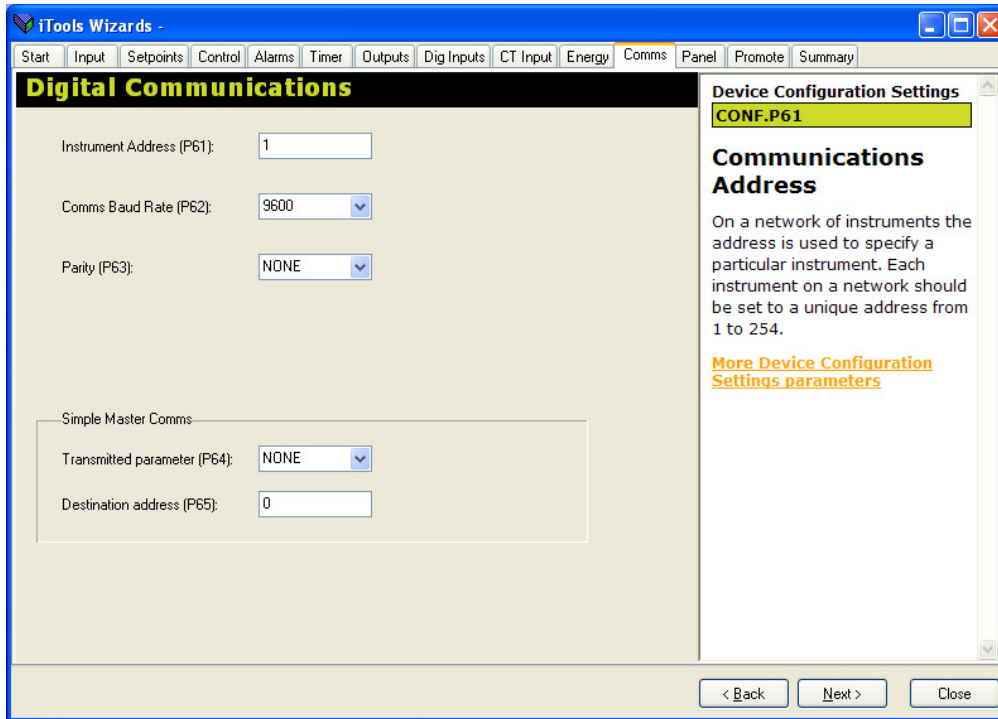 iTools Wizards -
Start Input Setpoints Control Alarms Timer Outputs Dig Inputs CT Input Energy Comms Panel Promote Summary
Digital Communications
Instrument Address (P61): 1
Comms Baud Rate (P62): 9600
Parity (P63): NONE
Simple Master Comms
Transmitted parameter (P64): NONE
Destination address (P65): 0
Device Configuration Settings
CONF.P61
Communications
Address
On a network of instruments the
address is used to specify a
particular instrument. Each
instrument on a network should
be set to a unique address from
1 to 254.
More Device Configuration
Settings parameters
< Back Next > Close